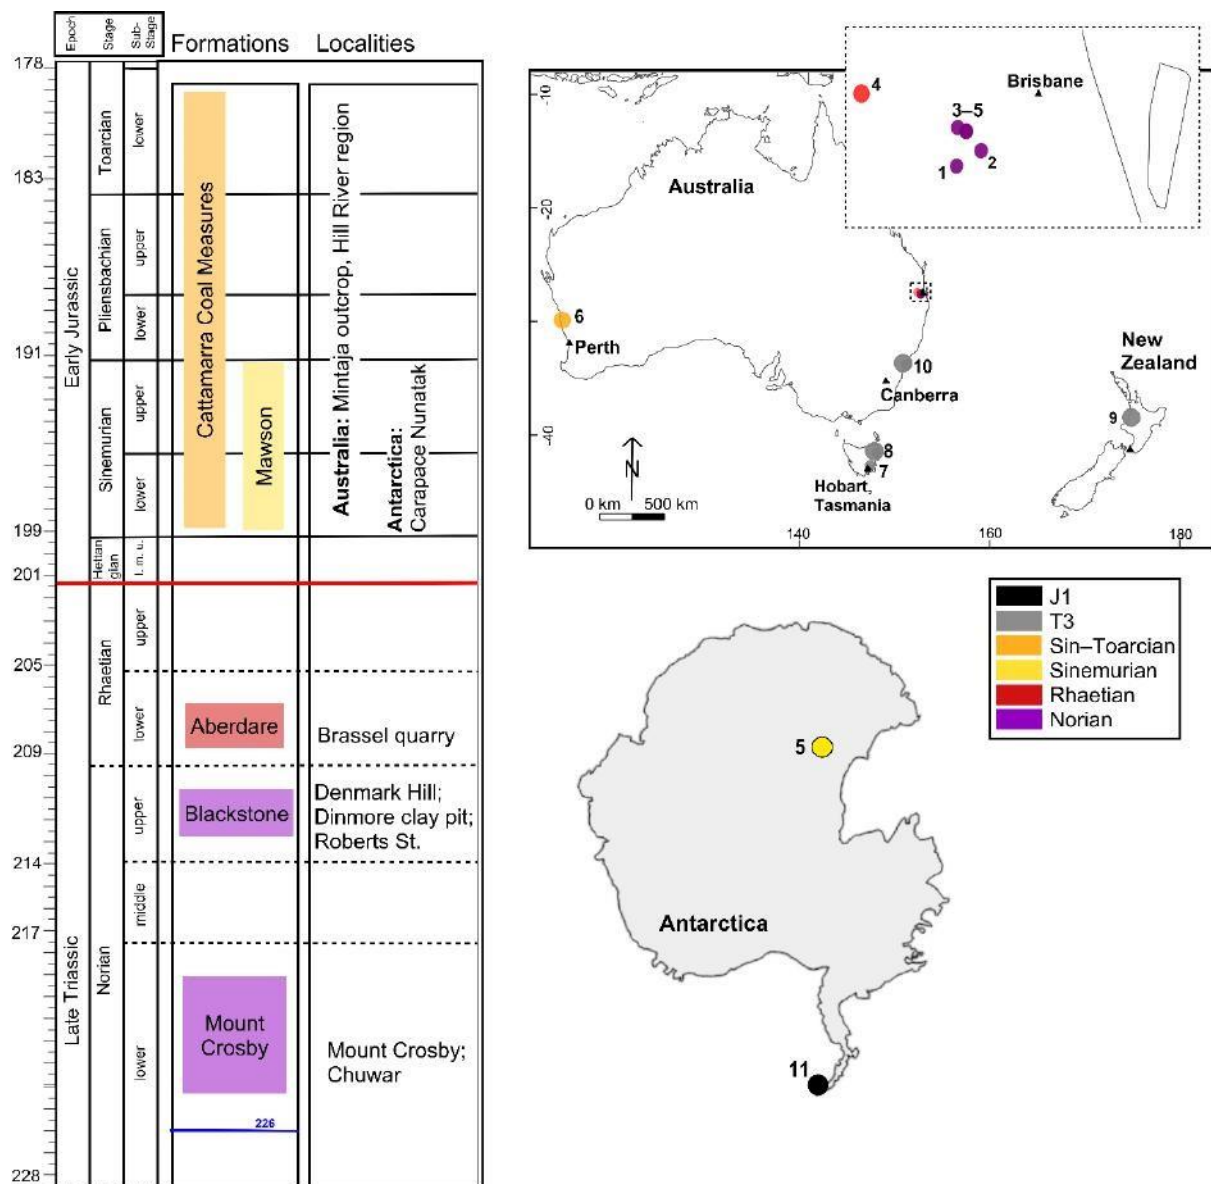 Epoch
Stage
Sub-
Stage
Formations
Localities
178
183
191
199
201
205
209
214
217
228
Early Jurassic
Late Triassic
Toarcian
Pliensbachian
Sinemurian
Hettan
gian
Rhaetian
Norian
lower
upper
lower
upper
lower
l. m. u.
upper
lower
upper
middle
lower
Cattamarra Coal Measures
Mawson
Aberdare
Blackstone
Mount
Crosby
226
Australia: Mintaja outcrop, Hill River region
Antarctica:
Carapace Nunatak
Brassel quarry
Denmark Hill;
Dinmore clay pit;
Roberts St.
Mount Crosby;
Chuwar
-10
-20
-40
140
160
180
Australia
4
Brisbane
3–5
2
1
6
Perth
10
Canberra
8
7
Hobart,
Tasmania
N
0 km 500 km
New
Zealand
9
J1
T3
Sin–Toarcian
Sinemurian
Rhaetian
Norian
5
Antarctica
11